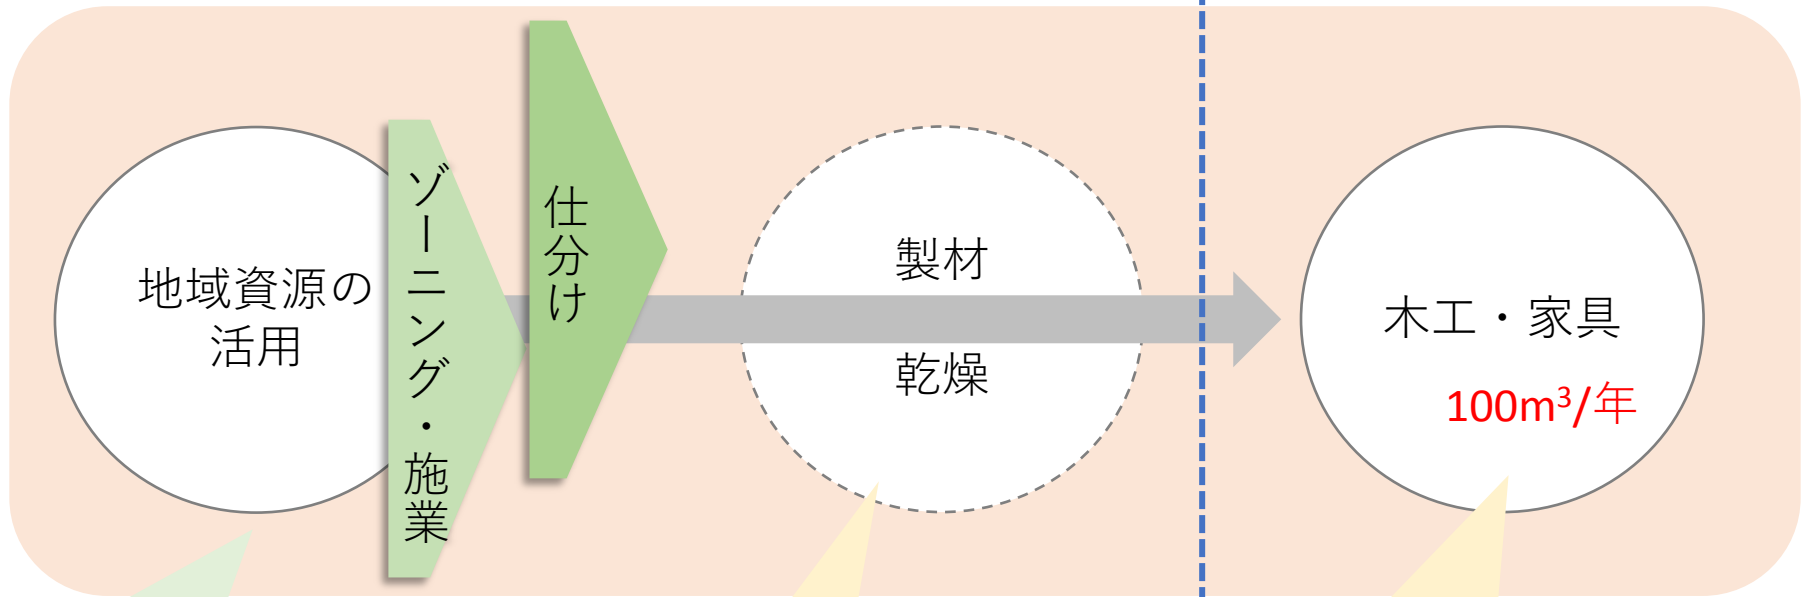 地域資源の
活用
ゾーニング・施業
仕分け
製材
乾燥
木工・家具
100m³/年